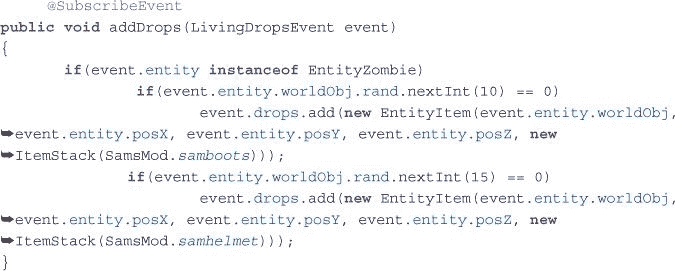 @SubscribeEvent
public void addDrops(LivingDropsEvent event)
{
if(event.entity instanceof EntityZombie)
if(event.entity.worldObj.rand.nextInt(10) == 0)
event.drops.add(new EntityItem(event.entity.worldObj,
➥event.entity.posX, event.entity.posY, event.entity.posZ, new
➥ItemStack(SamsMod.samboots)));
if(event.entity.worldObj.rand.nextInt(15) == 0)
event.drops.add(new EntityItem(event.entity.worldObj,
➥event.entity.posX, event.entity.posY, event.entity.posZ, new
➥ItemStack(SamsMod.samhelmet)));
}